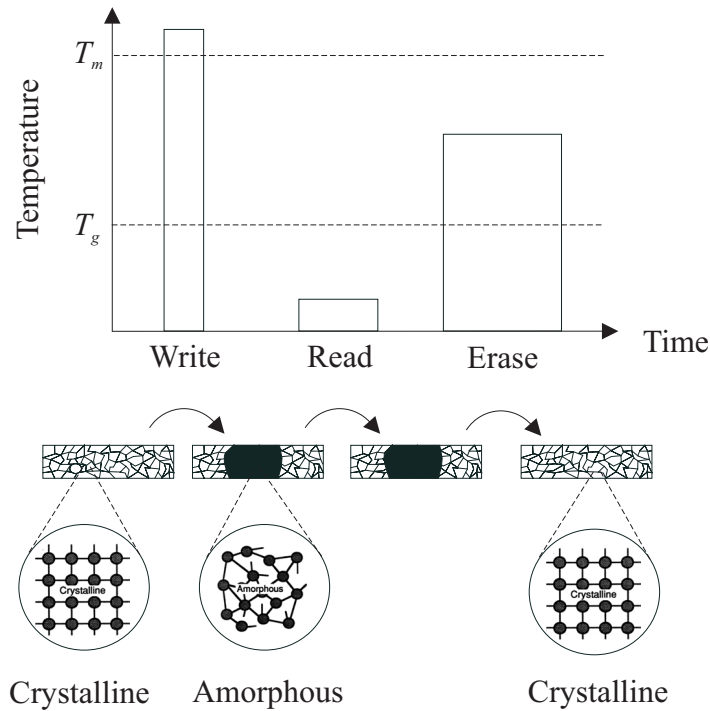 Temperature
T_m
T_g
Time
Write Read Erase
Crystalline Amorphous Crystalline
Crystalline Amorphous Crystalline